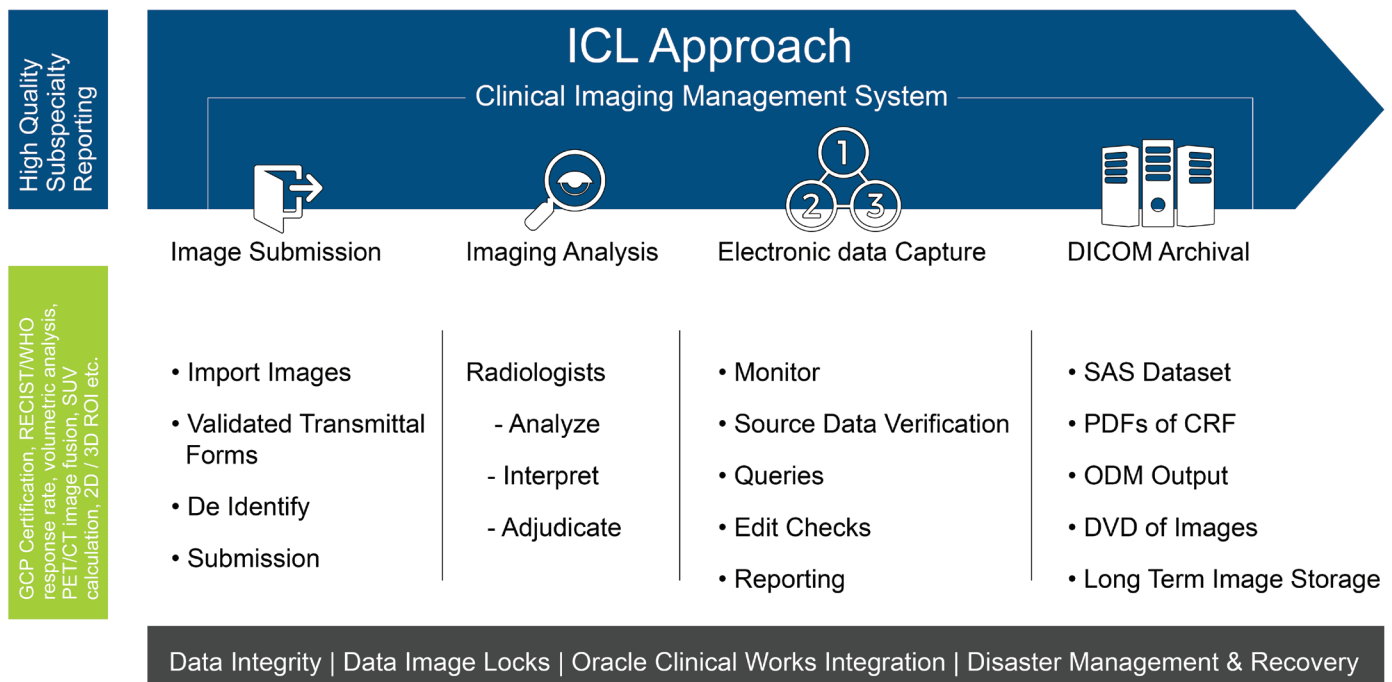 High Quality
Subspecialty
Reporting
ICL Approach
Clinical Imaging Management System
1
2
3
Image Submission
Imaging Analysis
Electronic data Capture
DICOM Archival
GCP Certification, RECIST/WHO
response rate, volumetric analysis,
PET/CT image fusion, SUV
calculation, 2D / 3D ROI etc.
• Import Images
• Validated Transmittal
Forms
• De Identify
• Submission
Radiologists
- Analyze
- Interpret
- Adjudicate
• Monitor
• Source Data Verification
• Queries
• Edit Checks
• Reporting
• SAS Dataset
• PDFs of CRF
• ODM Output
• DVD of Images
• Long Term Image Storage
Data Integrity | Data Image Locks | Oracle Clinical Works Integration | Disaster Management & Recovery